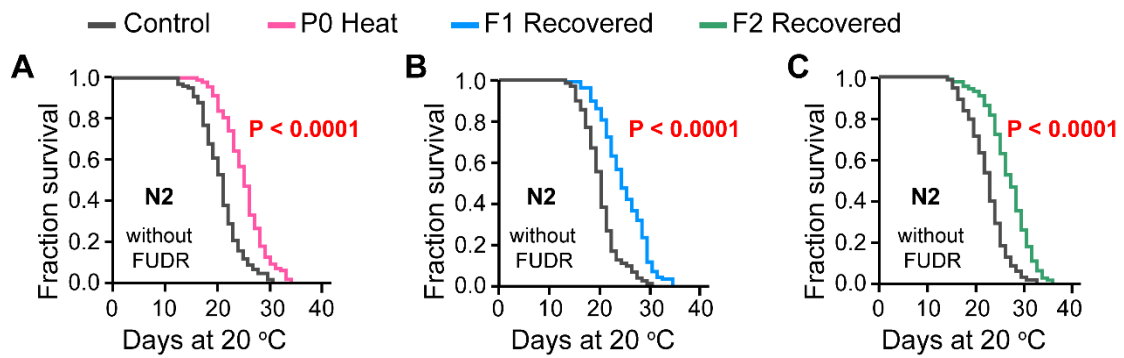 Control P0 Heat F1 Recovered F2 Recovered
A
Fraction survival
1.0
0.8
0.6
0.4
0.2
0.0
P < 0.0001
N2
without
FUDR
0 10 20 30 40
Days at 20 °C
B
Fraction survival
1.0
0.8
0.6
0.4
0.2
0.0
P < 0.0001
N2
without
FUDR
0 10 20 30 40
Days at 20 °C
C
Fraction survival
1.0
0.8
0.6
0.4
0.2
0.0
P < 0.0001
N2
without
FUDR
0 10 20 30 40
Days at 20 °C